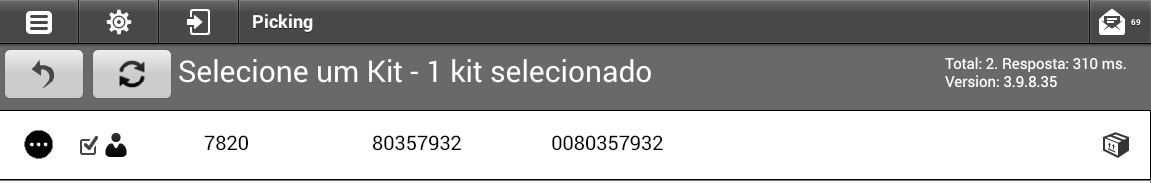 Picking
69
Selecione um Kit - 1 kit selecionado
Total: 2. Resposta: 310 ms.
Version: 3.9.8.35
7820 80357932 0080357932